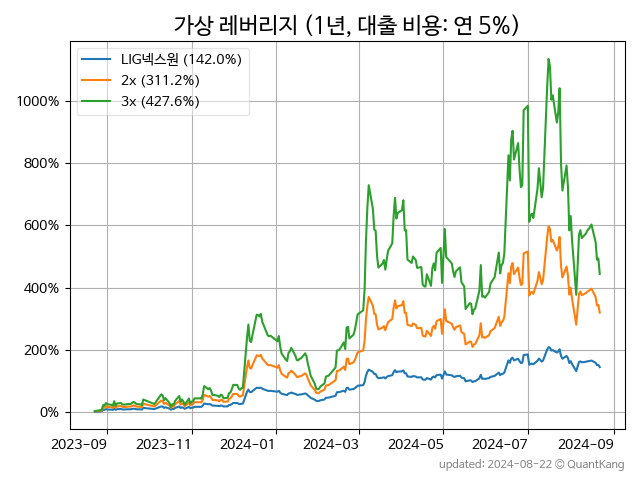 가상 레버리지 (1년, 대출 비용: 연 5%)
LIG넥스원 (142.0%)
2x (311.2%)
3x (427.6%)
1000%
800%
600%
400%
200%
0%
2023-09 2023-11 2024-01 2024-03 2024-05 2024-07 2024-09
updated: 2024-08-22 @ QuantKang